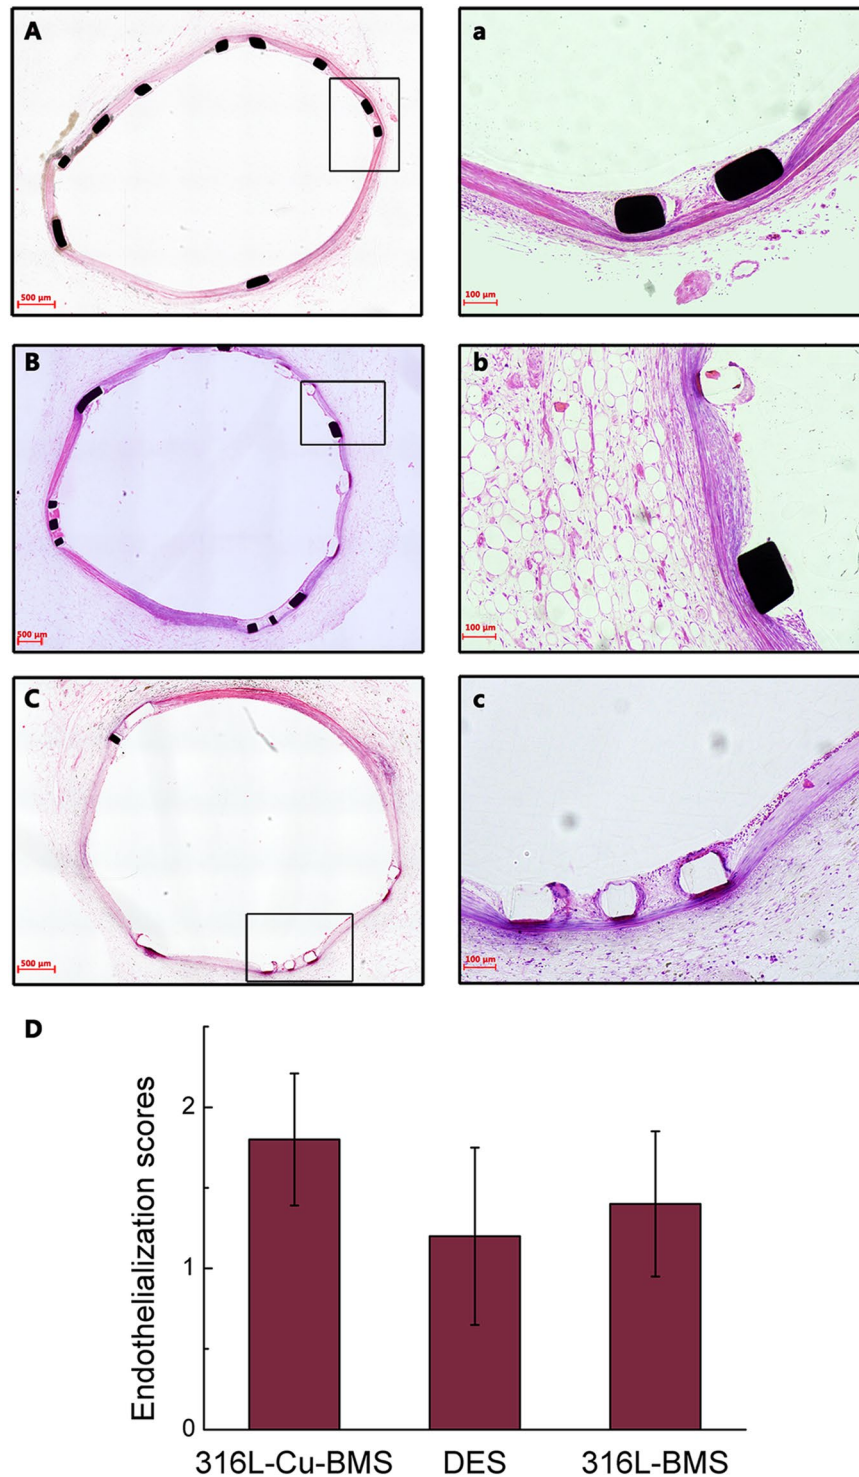 A
500 μm
a
100 μm
B
500 μm
b
100 μm
C
500 μm
c
100 μm
D
Endothelialization scores
2
1
0
316L-Cu-BMS DES 316L-BMS